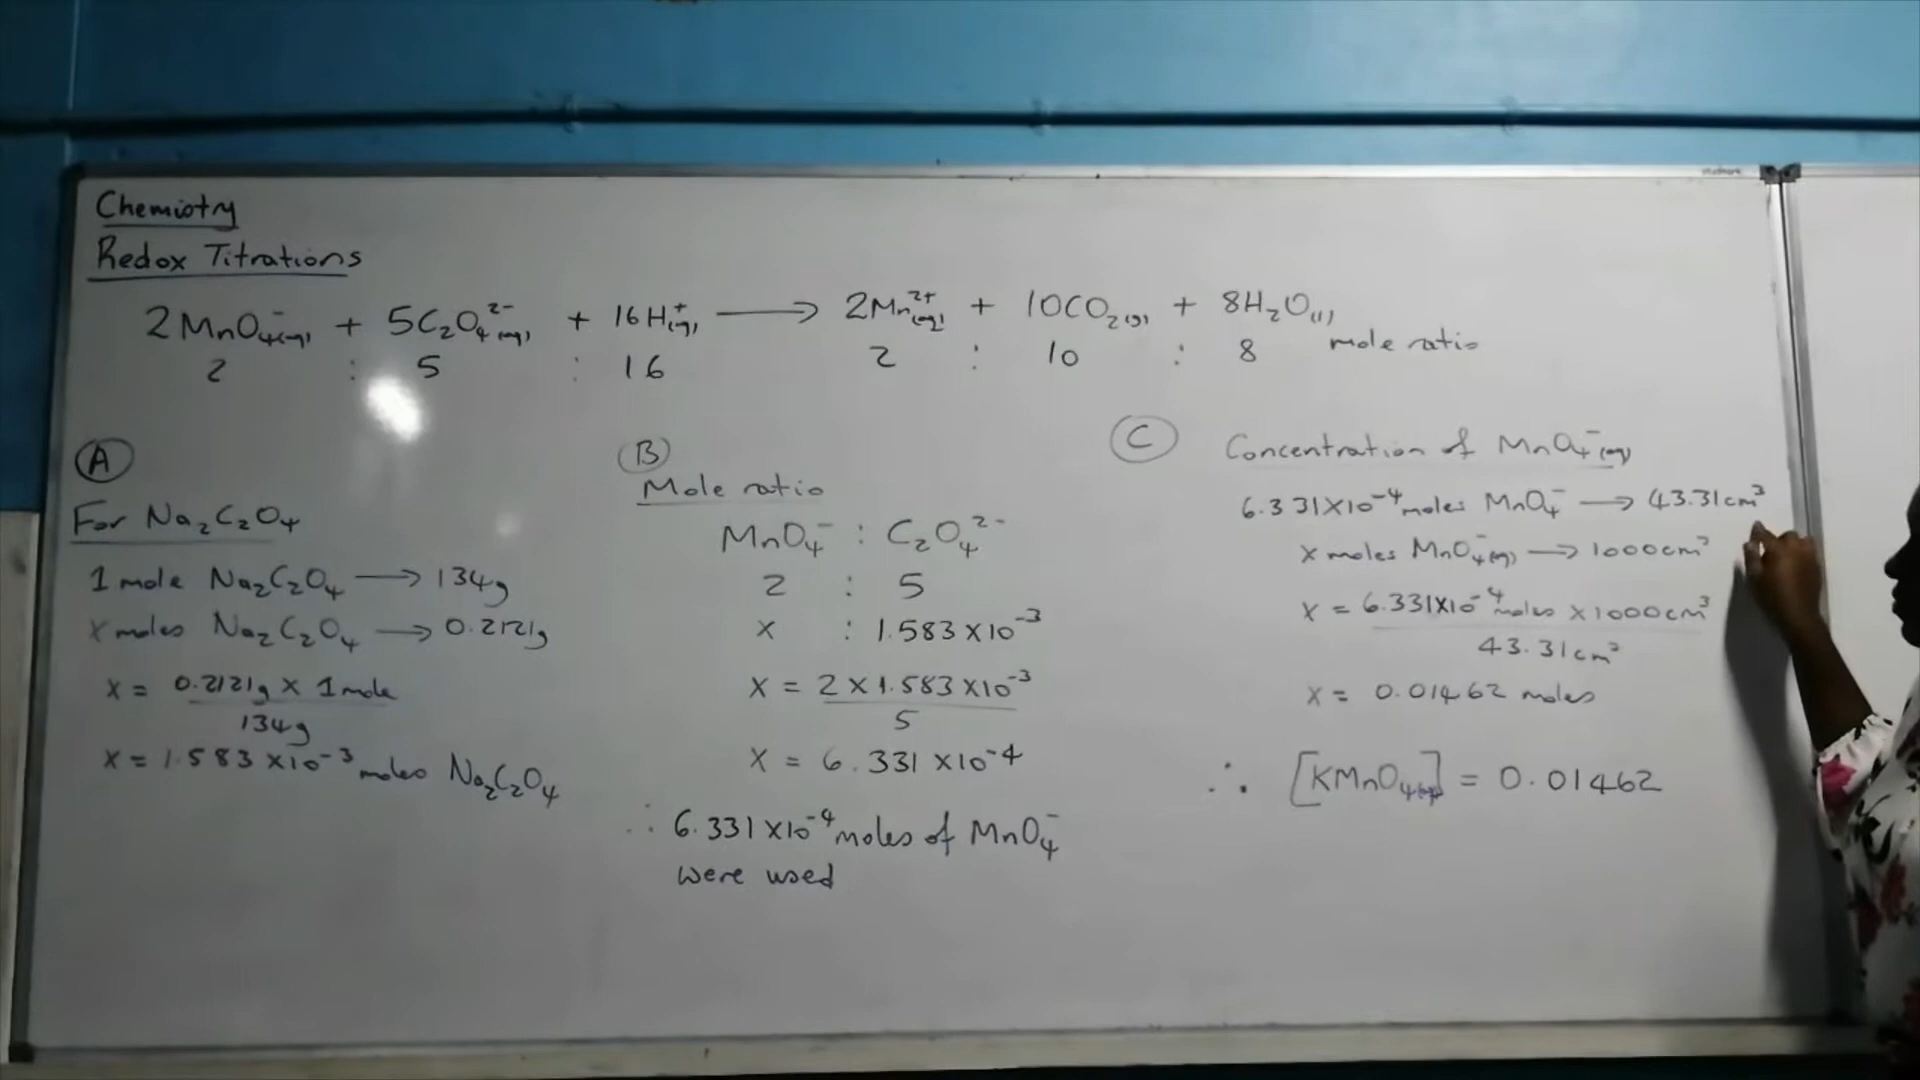 Chemistry
Redox Titrations
2MnO₄⁻(aq) + 5C₂O₄²⁻(aq) + 16H⁺(aq) ⟶ 2Mn²⁺(aq) + 10CO₂(g) + 8H₂O(l)
2 : 5 : 16 2 : 10 : 8 mole ratio
A
For Na₂C₂O₄
1 mole Na₂C₂O₄ → 134g
x moles Na₂C₂O₄ → 0.2121g
x = 0.2121g × 1 mole
134g
x = 1.583 × 10⁻³ moles Na₂C₂O₄
B
Mole ratio
MnO₄⁻ : C₂O₄²⁻
2 : 5
x : 1.583 × 10⁻³
x = 2 × 1.583 × 10⁻³
5
x = 6.331 × 10⁻⁴
∴ 6.331 × 10⁻⁴ moles of MnO₄⁻
were used
C
Concentration of MnO₄⁻(aq)
6.331 × 10⁻⁴ moles MnO₄⁻ → 43.31cm³
x moles MnO₄⁻(aq) → 1000cm³
x = 6.331 × 10⁻⁴ moles × 1000cm³
43.31cm³
x = 0.01462 moles
∴ [KMnO₄(aq)] = 0.01462